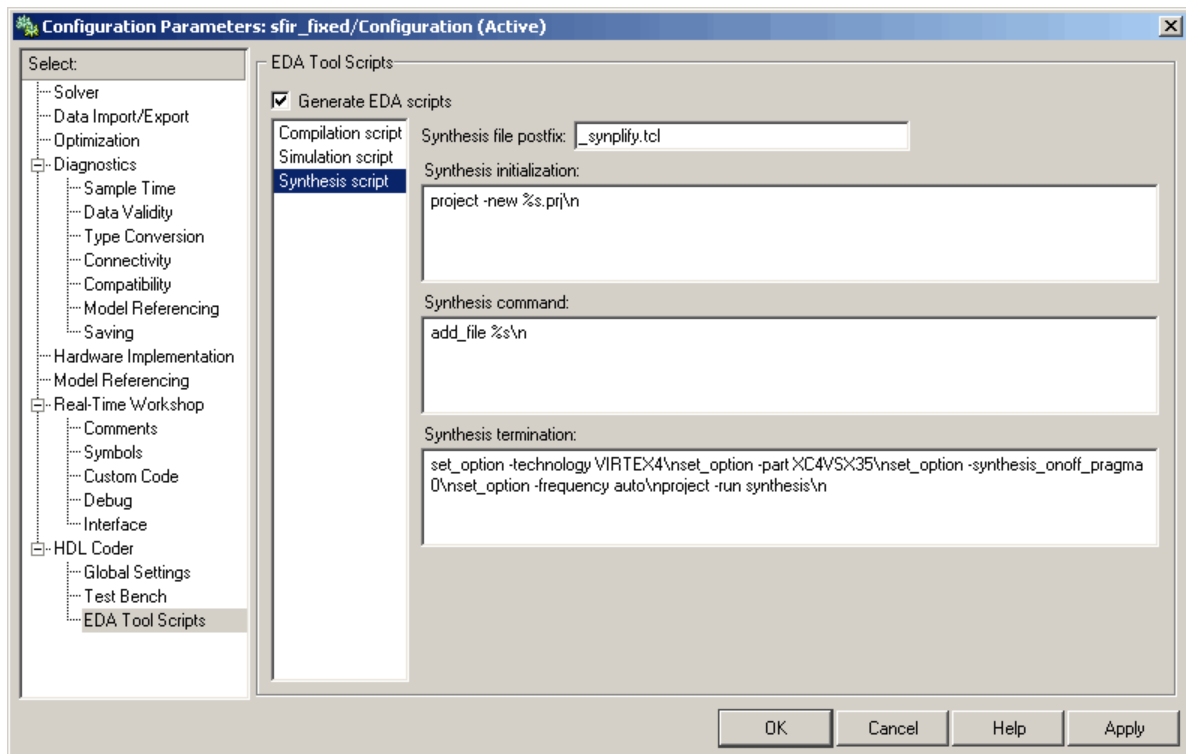 Configuration Parameters: sfir_fixed/Configuration (Active)
Select:
Solver
Data Import/Export
Optimization
Diagnostics
Sample Time
Data Validity
Type Conversion
Connectivity
Compatibility
Model Referencing
Saving
Hardware Implementation
Model Referencing
Real-Time Workshop
Comments
Symbols
Custom Code
Debug
Interface
HDL Coder
Global Settings
Test Bench
EDA Tool Scripts
EDA Tool Scripts
Generate EDA scripts
Compilation script
Simulation script
Synthesis script
Synthesis file postfix: _synplify.tcl
Synthesis initialization:
project -new %s.prj\n
Synthesis command:
add_file %s\n
Synthesis termination:
set_option -technology VIRTEX4\nset_option -part XC4VSX35\nset_option -synthesis_onoff_pragma
0\nset_option -frequency auto\nproject -run synthesis\n
OK Cancel Help Apply